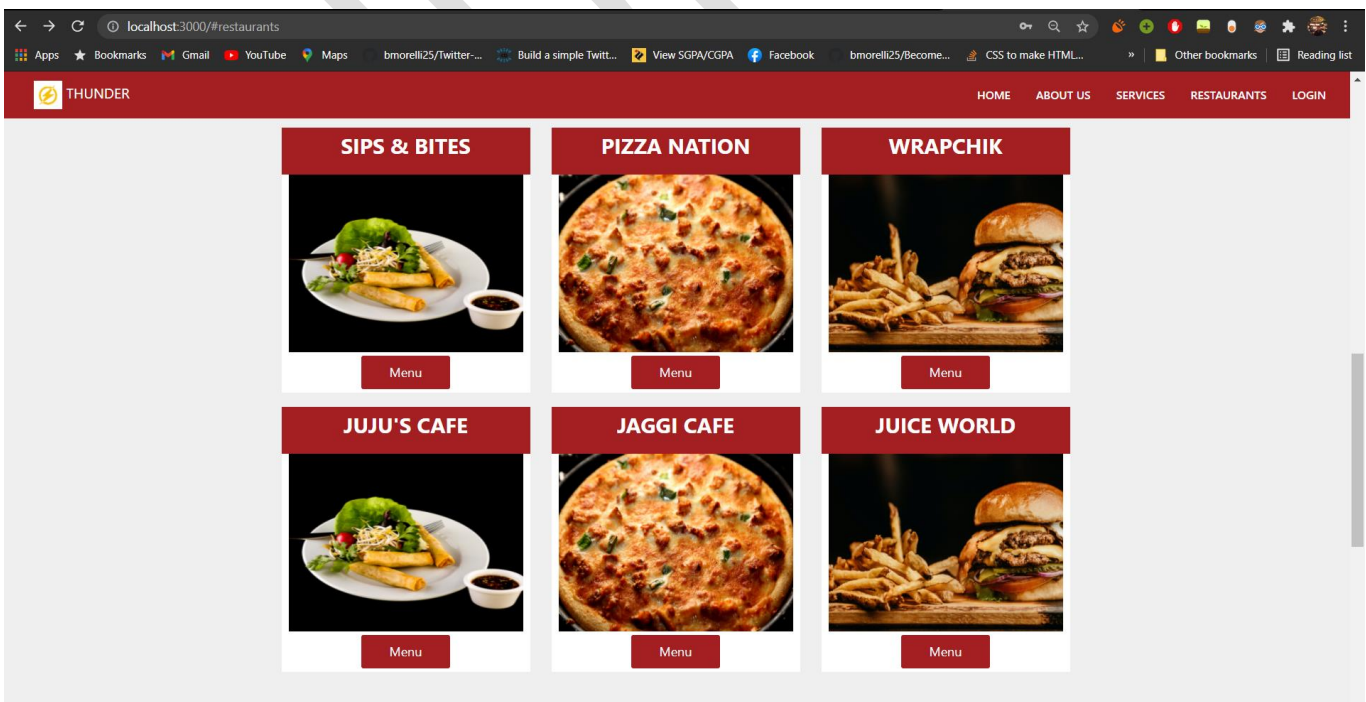 localhost:3000/#restaurants
Apps Bookmarks Gmail YouTube Maps bmorelli25/Twitter-... Build a simple Twitt... View SGPA/CGPA Facebook bmorelli25/Become... CSS to make HTML... » Other bookmarks Reading list
THUNDER HOME ABOUT US SERVICES RESTAURANTS LOGIN
SIPS & BITES PIZZA NATION WRAPCHIK
Menu Menu Menu
JUJU'S CAFE JAGGI CAFE JUICE WORLD
Menu Menu Menu